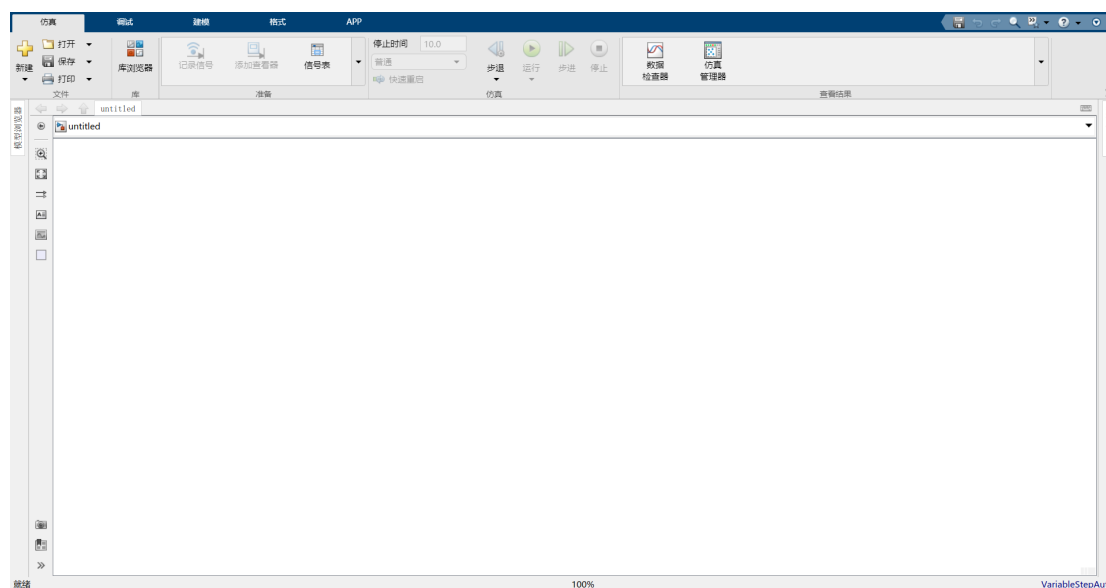 仿真 调试 建模 格式 APP
打开
保存
打印
新建
文件
库浏览器
库
记录信号 添加查看器 信号表
准备
停止时间 10.0
普通
快速重启
步退 运行 步进 停止
仿真
数据
检查器
仿真
管理器
查看结果
模型浏览器
untitled
untitled
就绪 100% VariableStepAu